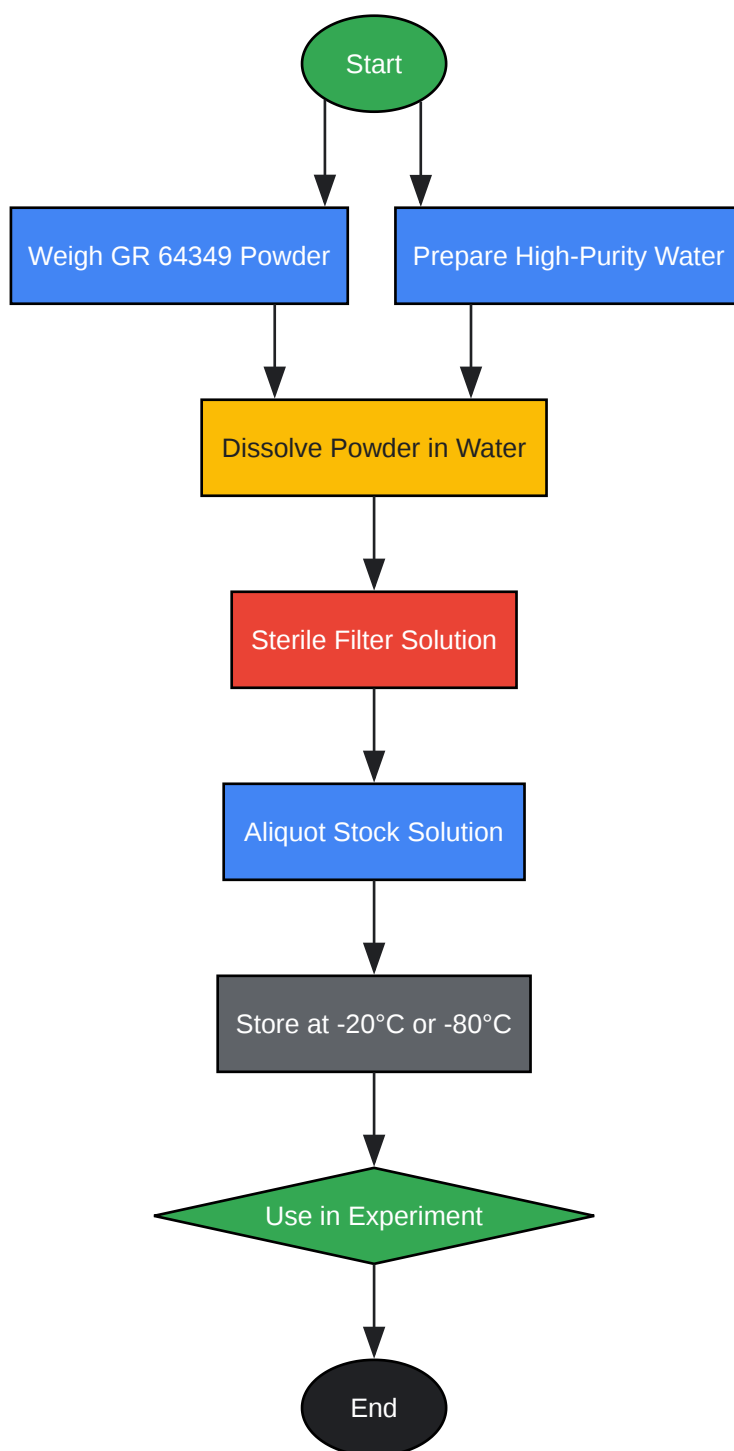 Start
Weigh GR 64349 Powder
Prepare High-Purity Water
Dissolve Powder in Water
Sterile Filter Solution
Aliquot Stock Solution
Store at -20°C or -80°C
Use in Experiment
End